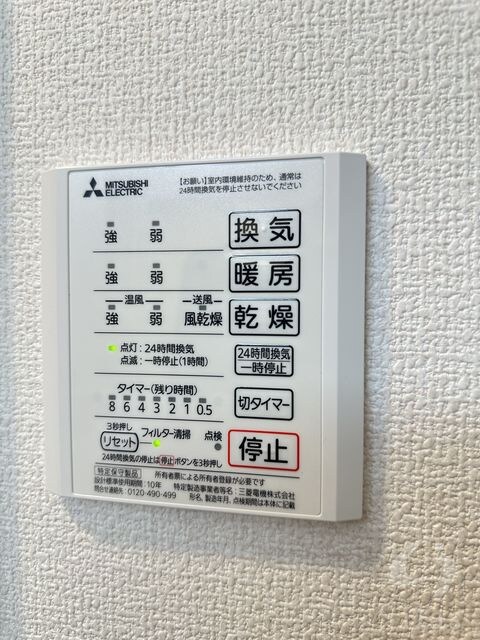 MITSUBISHI
ELECTRIC
【お願い】室内環境維持のため、通常は
24時間換気を停止させないでください
強 弱 換気
強 弱 暖房
温風 送風
強 弱 風乾燥 乾燥
点灯:24時間換気
点滅:一時停止(1時間)
24時間換気
一時停止
タイマー(残り時間)
8 6 4 3 2 1 0.5
切タイマー
3秒押し
リセット フィルター清掃 点検
停止
24時間換気の停止は停止ボタンを3秒押し
特定保守製品 所有者票による所有者登録が必要です
設計標準使用期間:10年 特定製造事業者等名:三菱電機株式会社
問合せ連絡先:0120-490-499 形名、製造年月、点検期間は本体に記載